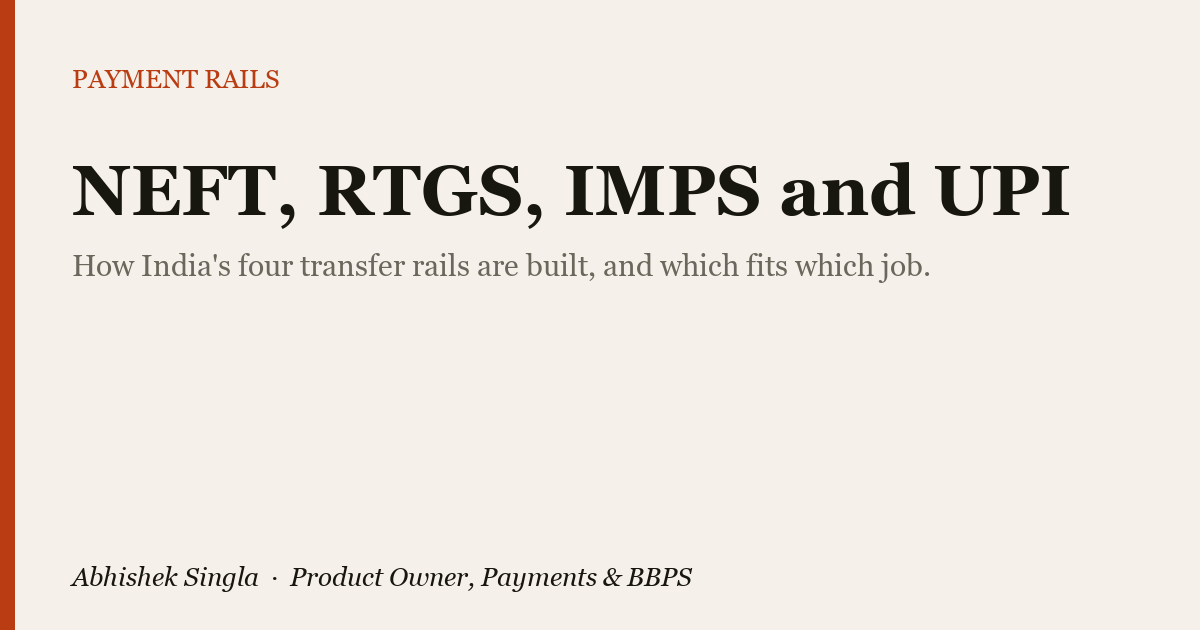 PAYMENT RAILS
NEFT, RTGS, IMPS and UPI
How India's four transfer rails are built, and which fits which job.
Abhishek Singla · Product Owner, Payments & BBPS